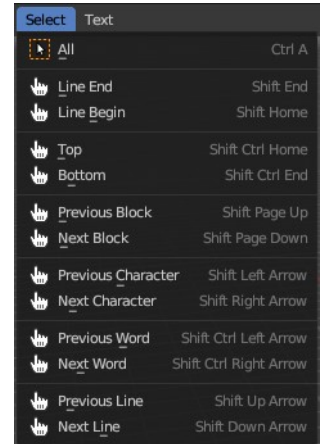 Select Text
All Ctrl A
Line End Shift End
Line Begin Shift Home
Top Shift Ctrl Home
Bottom Shift Ctrl End
Previous Block Shift Page Up
Next Block Shift Page Down
Previous Character Shift Left Arrow
Next Character Shift Right Arrow
Previous Word Shift Ctrl Left Arrow
Next Word Shift Ctrl Right Arrow
Previous Line Shift Up Arrow
Next Line Shift Down Arrow